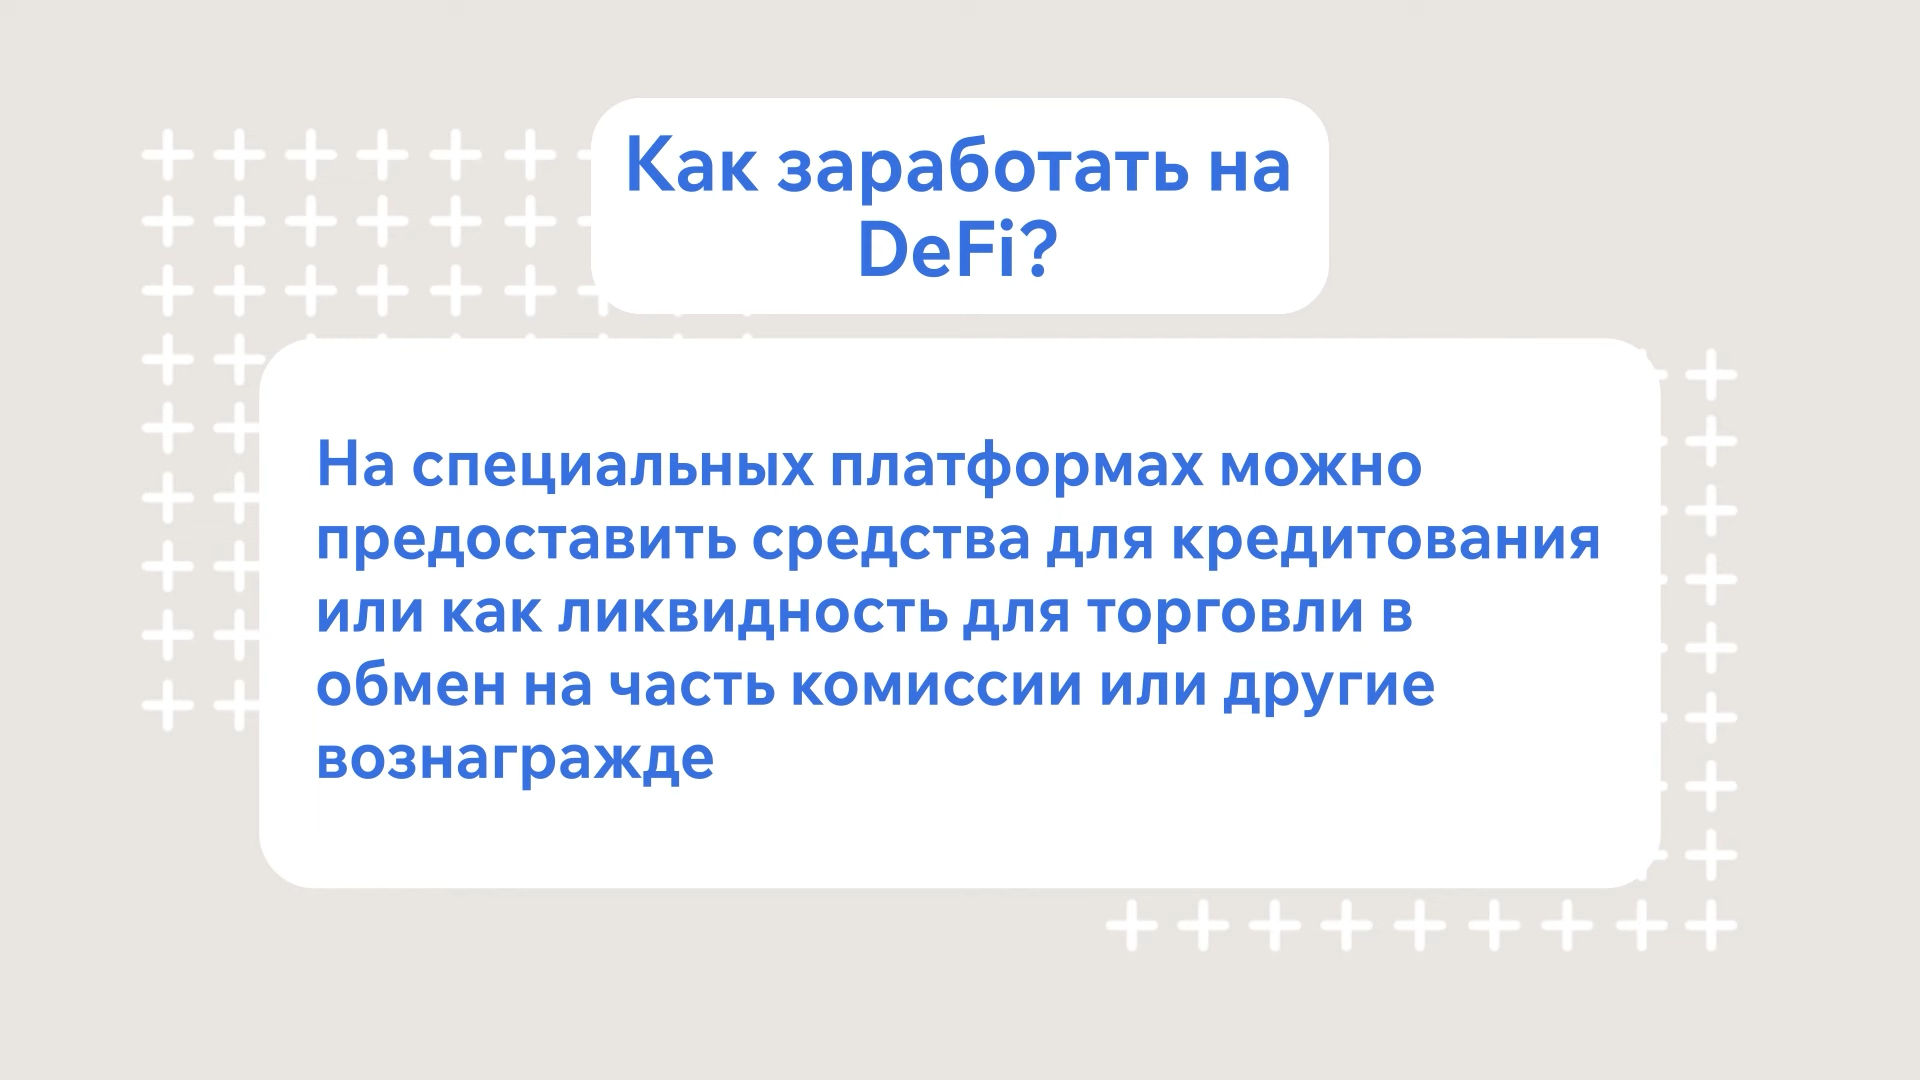 Как заработать на
DeFi?
На специальных платформах можно
предоставить средства для кредитования
или как ликвидность для торговли в
обмен на часть комиссии или другие
вознагражде